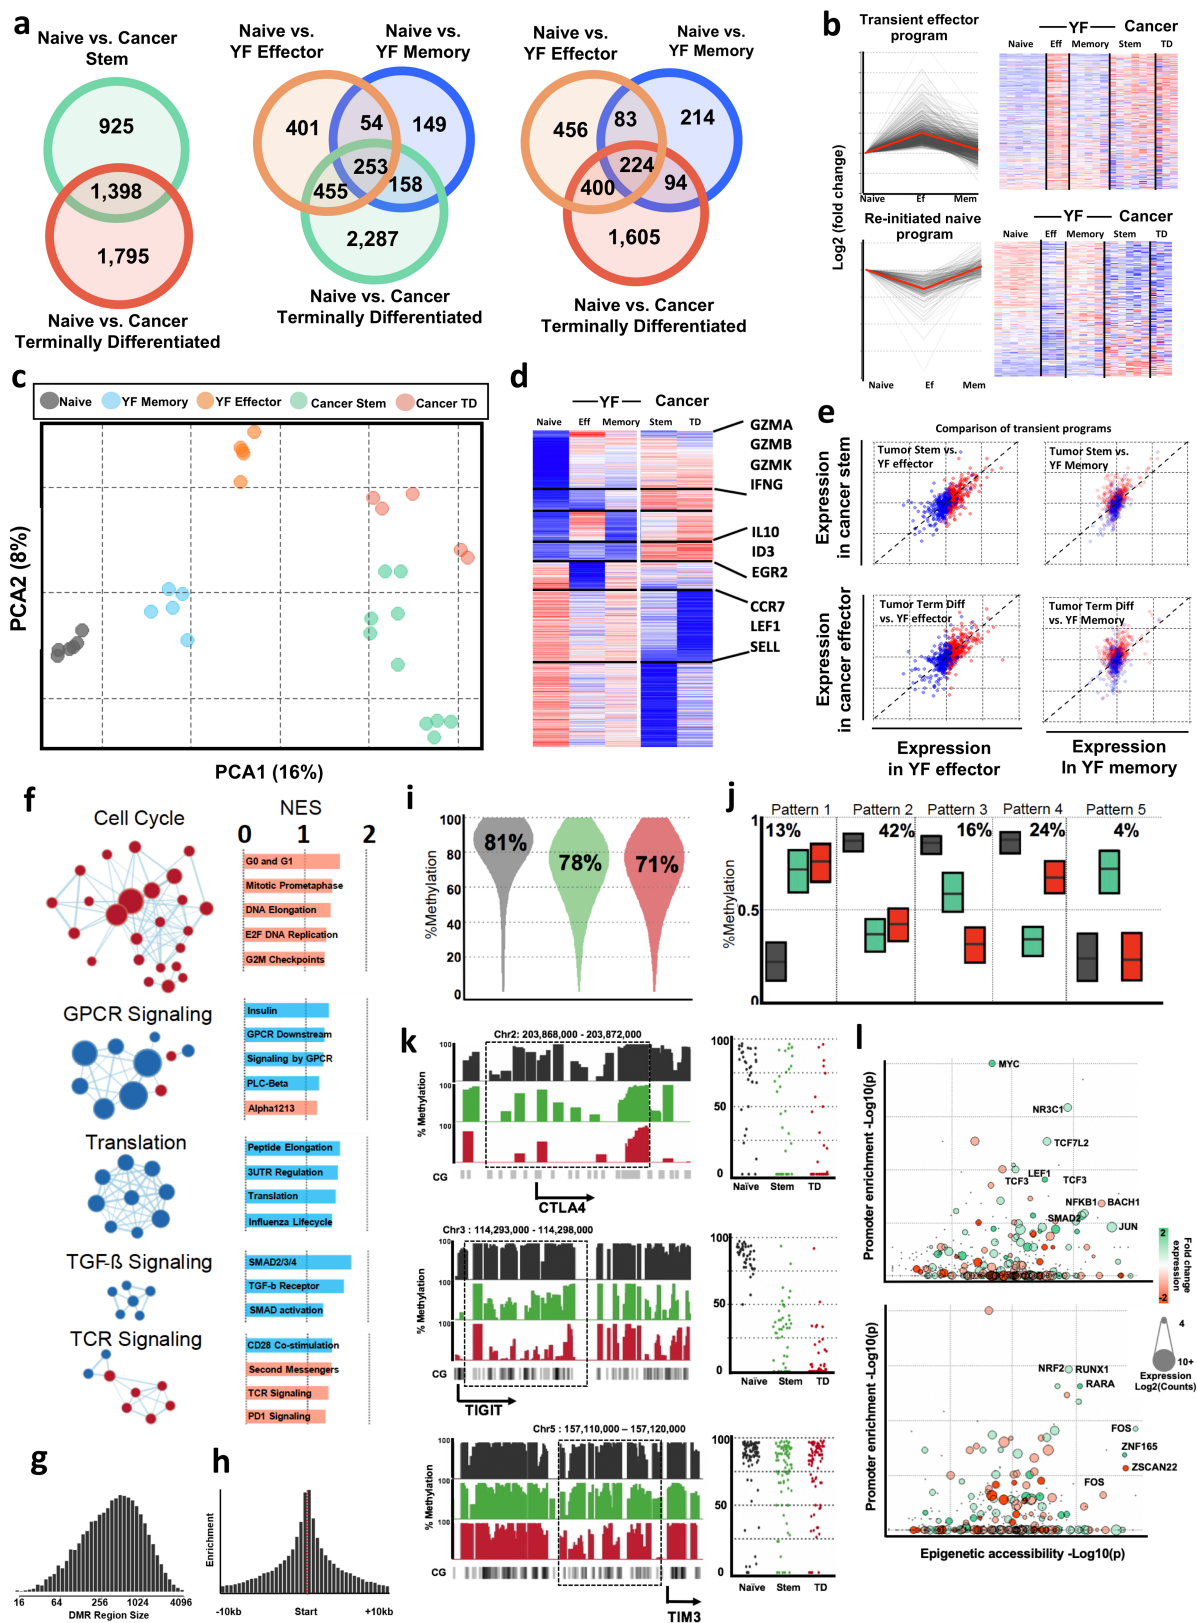 a
Naive vs. Cancer
Stem
925
1,398
1,795
Naive vs. Cancer
Terminally Differentiated
Naive vs.
YF Effector
Naive vs.
YF Memory
401
54
149
253
455
158
2,287
Naive vs. Cancer
Terminally Differentiated
Naive vs.
YF Effector
Naive vs.
YF Memory
456
83
214
224
400
94
1,605
Naive vs. Cancer
Terminally Differentiated
b
Transient effector
program
Naive
Ef
Mem
YF
Cancer
Naive
Eff
Memory
Stem
TD
Log2 (fold change)
Re-initiated naive
program
Naive
Ef
Mem
YF
Cancer
Naive
Eff
Memory
Stem
TD
c
Naive
YF Memory
YF Effector
Cancer Stem
Cancer TD
PCA2 (8%)
PCA1 (16%)
d
YF
Cancer
Naive
Eff
Memory
Stem
TD
GZMA
GZMB
GZMK
IFNG
IL10
ID3
EGR2
CCR7
LEF1
SELL
e
Comparison of transient programs
Expression
in cancer stem
Tumor Stem vs.
YF effector
Tumor Stem vs.
YF Memory
Expression
in cancer effector
Tumor Term Diff
vs. YF effector
Tumor Term Diff
vs. YF Memory
Expression
in YF effector
Expression
In YF memory
f
Cell Cycle
NES
0 1 2
G0 and G1
Mitotic Prometaphase
DNA Elongation
E2F DNA Replication
G2M Checkpoints
GPCR Signaling
Insulin
GPCR Downstream
Signaling by GPCR
PLC-Beta
Alpha1213
Translation
Peptide Elongation
3UTR Regulation
Translation
Influenza Lifecycle
TGF-ß Signaling
SMAD2/3/4
TGF-b Receptor
SMAD activation
TCR Signaling
CD28 Co-stimulation
Second Messengers
TCR Signaling
PD1 Signaling
g
16 64 256 1024 4096
DMR Region Size
h
Enrichment
-10kb Start +10kb
i
%Methylation
100
80
60
40
20
0
81%
78%
71%
j
Pattern 1
Pattern 2
Pattern 3
Pattern 4
Pattern 5
13%
42%
16%
24%
4%
%Methylation
1
0.5
0
k
Chr2: 203,868,000 - 203,872,000
% Methylation
100
100
100
CG
CTLA4
100
50
0
Naïve
Stem
TD
Chr3 : 114,293,000 - 114,298,000
% Methylation
100
100
100
CG
TIGIT
100
50
0
Naïve
Stem
TD
Chr5 : 157,110,000 – 157,120,000
% Methylation
100
100
100
CG
TIM3
100
50
0
Naïve
Stem
TD
l
Promoter enrichment -Log10(p)
MYC
NR3C1
TCF7L2
LEF1
TCF3
TCF3
NFKB1
BACH1
SMAD2
JUN
2
-2
Fold change
expression
4
10+
Expression
Log2(Counts)
Promoter enrichment -Log10(p)
NRF2
RUNX1
RARA
FOS
ZNF165
ZSCAN22
FOS
Epigenetic accessibility -Log10(p)